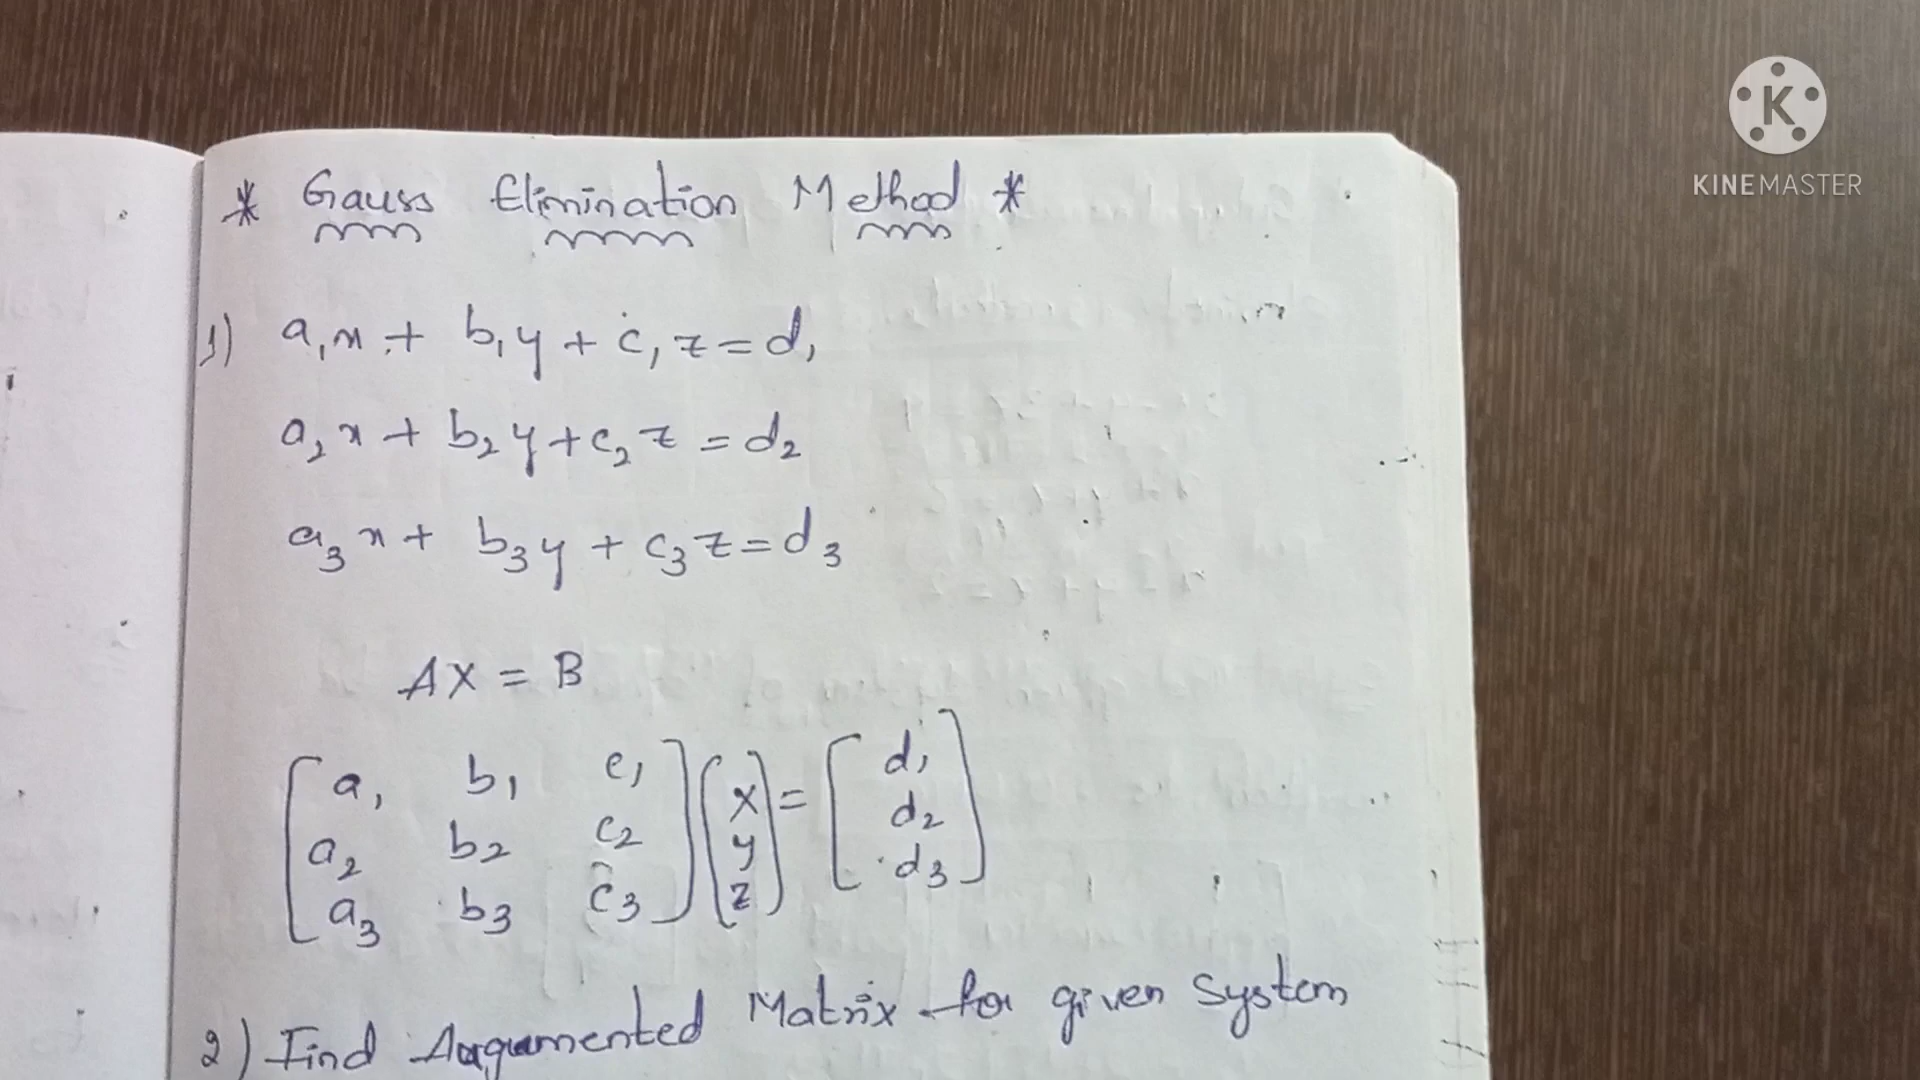 * Gauss Elimination Method *
1) a₁x + b₁y + c₁z = d₁
a₂x + b₂y + c₂z = d₂
a₃x + b₃y + c₃z = d₃
AX = B
[a₁ b₁ c₁] [x] = [d₁]
[a₂ b₂ c₂] [y] [d₂]
[a₃ b₃ c₃] [z] [d₃]
2) Find Augumented Matrix for given System
KINEMASTER